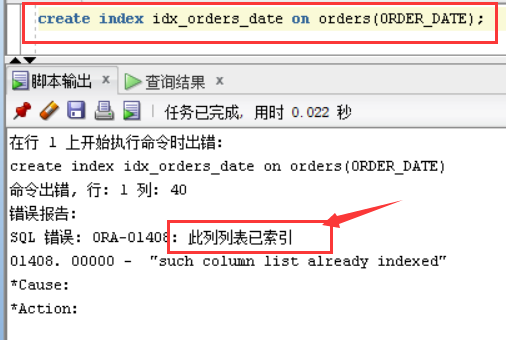 create index idx_orders_date on orders(ORDER_DATE);
脚本输出 × 查询结果 ×
任务已完成, 用时 0.022 秒
在行 1 上开始执行命令时出错:
create index idx_orders_date on orders(ORDER_DATE)
命令出错, 行: 1 列: 40
错误报告:
SQL 错误: ORA-01408: 此列列表已索引
01408. 00000 -  "such column list already indexed"
*Cause:
*Action: